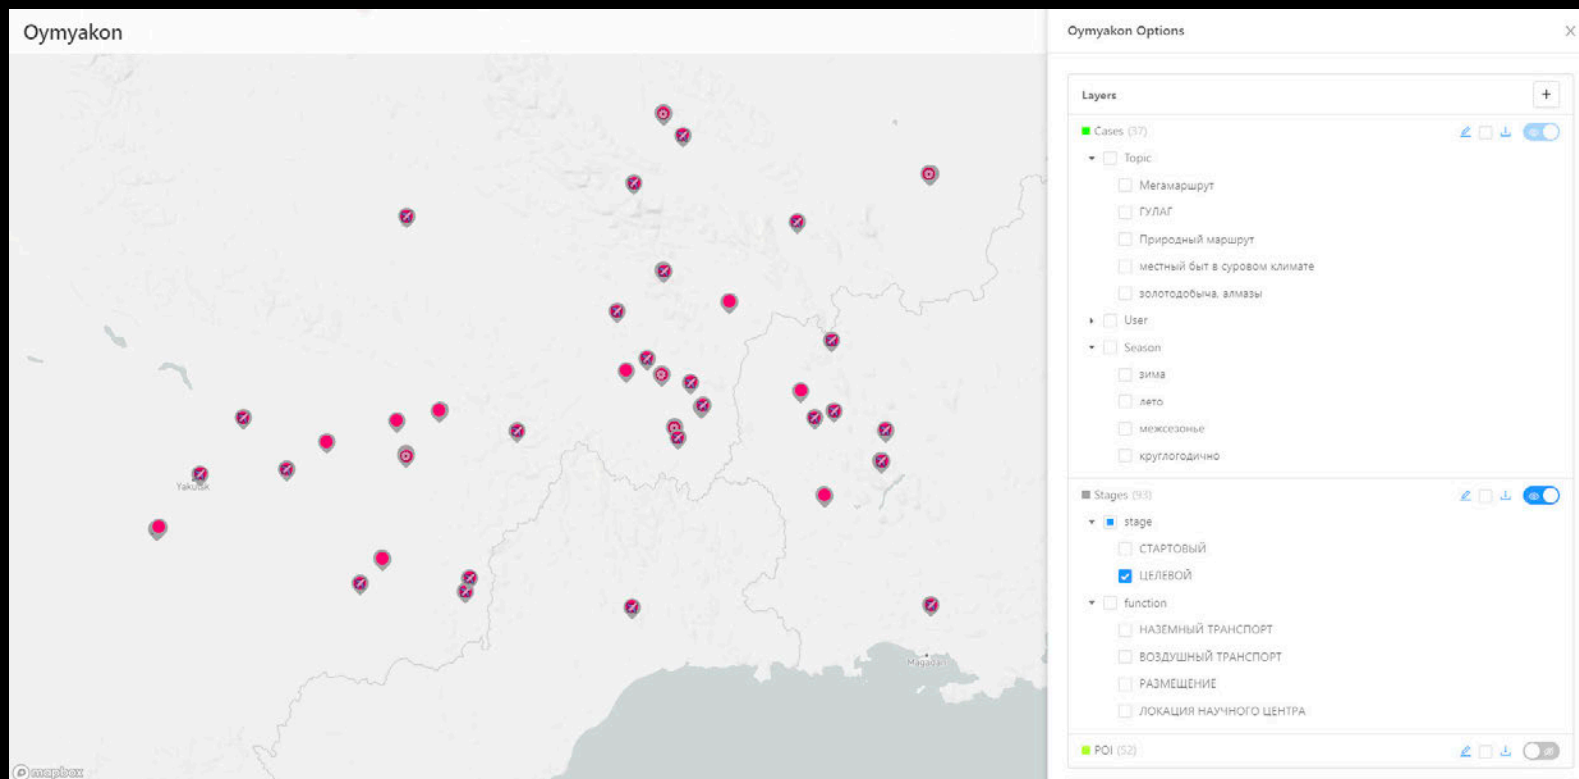 Oymyakon
Oymyakon Options
Layers
Cases (37)
Topic
Мегамаршрут
ГУЛАГ
Природный маршрут
местный быт в суровом климате
золотодобыча, алмазы
User
Season
зима
лето
межсезонье
круглогодично
Stages (93)
stage
СТАРТОВЫЙ
ЦЕЛЕВОЙ
function
НАЗЕМНЫЙ ТРАНСПОРТ
ВОЗДУШНЫЙ ТРАНСПОРТ
РАЗМЕЩЕНИЕ
ЛОКАЦИЯ НАУЧНОГО ЦЕНТРА
POI (52)
Yakutsk
Magadan
mapbox